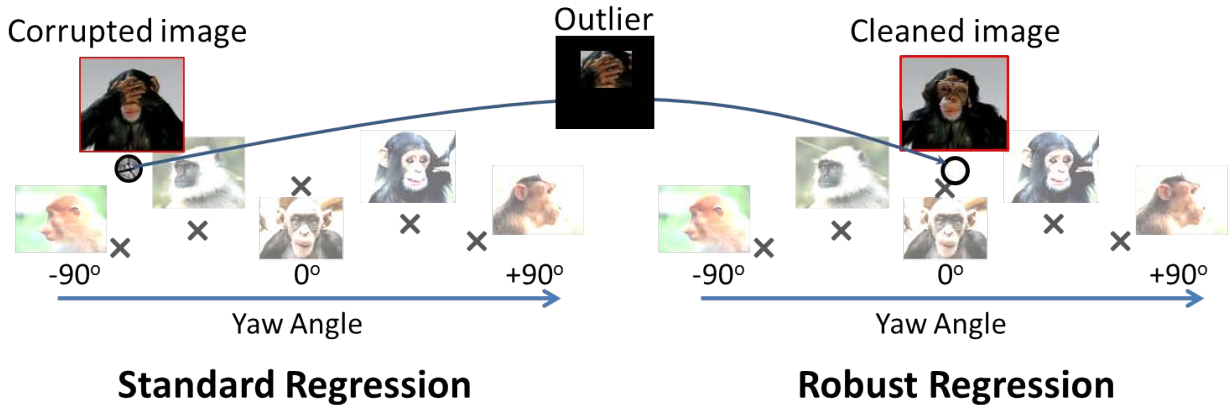 Outlier
Corrupted image
Cleaned image
-90° 0° +90°
Yaw Angle
Standard Regression
-90° 0° +90°
Yaw Angle
Robust Regression